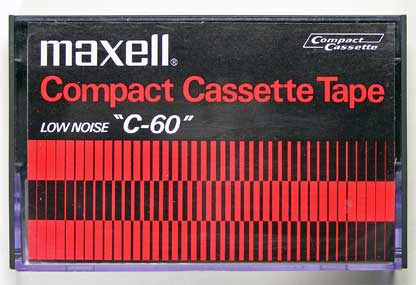 maxell®
Compact Cassette
Compact Cassette Tape
LOW NOISE "C-60"